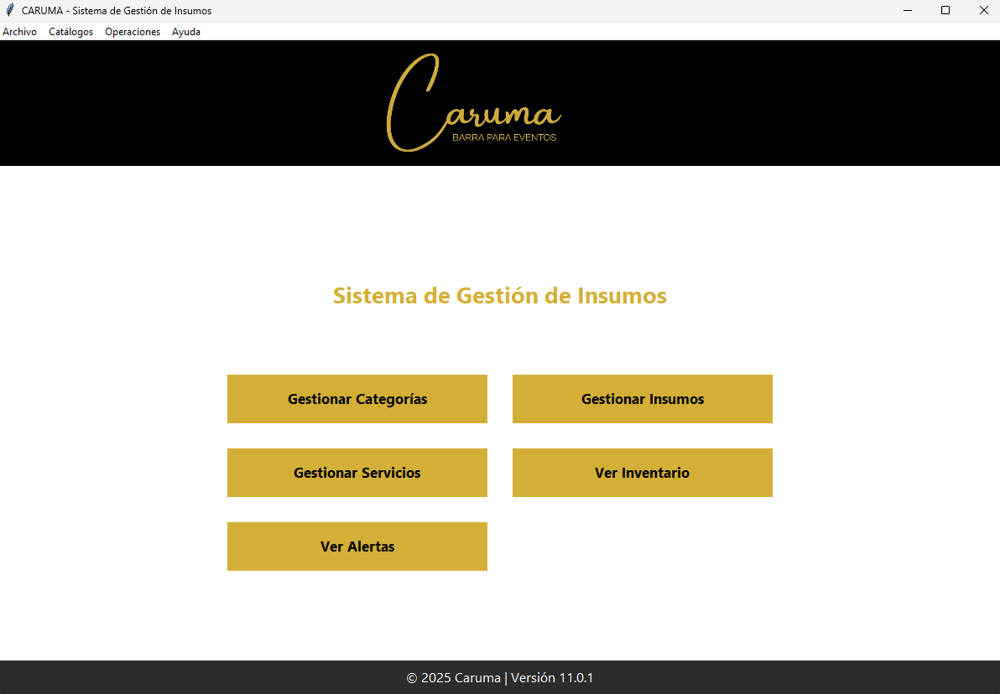 CARUMA - Sistema de Gestión de Insumos
Archivo Catálogos Operaciones Ayuda
Caruma
BARRA PARA EVENTOS
Sistema de Gestión de Insumos
Gestionar Categorías Gestionar Insumos
Gestionar Servicios Ver Inventario
Ver Alertas
© 2025 Caruma | Versión 11.0.1